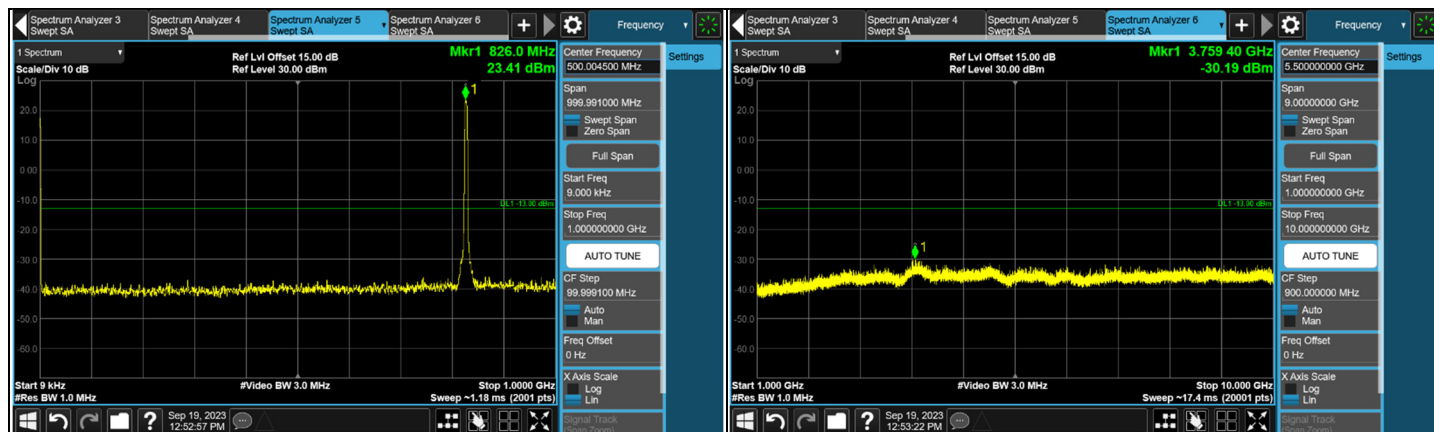 Spectrum Analyzer 3
Swept SA
Spectrum Analyzer 4
Swept SA
Spectrum Analyzer 5
Swept SA
Spectrum Analyzer 6
Swept SA
Frequency
1 Spectrum
Scale/Div 10 dB
Log
Ref Lvl Offset 15.00 dB
Ref Level 30.00 dBm
Mkr1 826.0 MHz
23.41 dBm
1
20.0
10.0
0.00
-10.0
-20.0
-30.0
-40.0
-50.0
-60.0
DL1 -13.00 dBm
Start 9 kHz
#Res BW 1.0 MHz
#Video BW 3.0 MHz
Stop 1.0000 GHz
Sweep ~1.18 ms (2001 pts)
Center Frequency
500.004500 MHz
Settings
Span
999.991000 MHz
Swept Span
Zero Span
Full Span
Start Freq
9.000 kHz
Stop Freq
1.000000000 GHz
AUTO TUNE
CF Step
99.999100 MHz
Auto
Man
Freq Offset
0 Hz
X Axis Scale
Log
Lin
Signal Track
(Span Zoom)
?
Sep 19, 2023
12:52:57 PM
Spectrum Analyzer 3
Swept SA
Spectrum Analyzer 4
Swept SA
Spectrum Analyzer 5
Swept SA
Spectrum Analyzer 6
Swept SA
Frequency
1 Spectrum
Scale/Div 10 dB
Log
Ref Lvl Offset 15.00 dB
Ref Level 30.00 dBm
Mkr1 3.759 40 GHz
-30.19 dBm
1
20.0
10.0
0.00
-10.0
-20.0
-30.0
-40.0
-50.0
-60.0
DL1 -13.00 dBm
Start 1.000 GHz
#Res BW 1.0 MHz
#Video BW 3.0 MHz
Stop 10.000 GHz
Sweep ~17.4 ms (20001 pts)
Center Frequency
5.500000000 GHz
Settings
Span
9.00000000 GHz
Swept Span
Zero Span
Full Span
Start Freq
1.000000000 GHz
Stop Freq
10.000000000 GHz
AUTO TUNE
CF Step
900.000000 MHz
Auto
Man
Freq Offset
0 Hz
X Axis Scale
Log
Lin
Signal Track
(Span Zoom)
?
Sep 19, 2023
12:53:22 PM